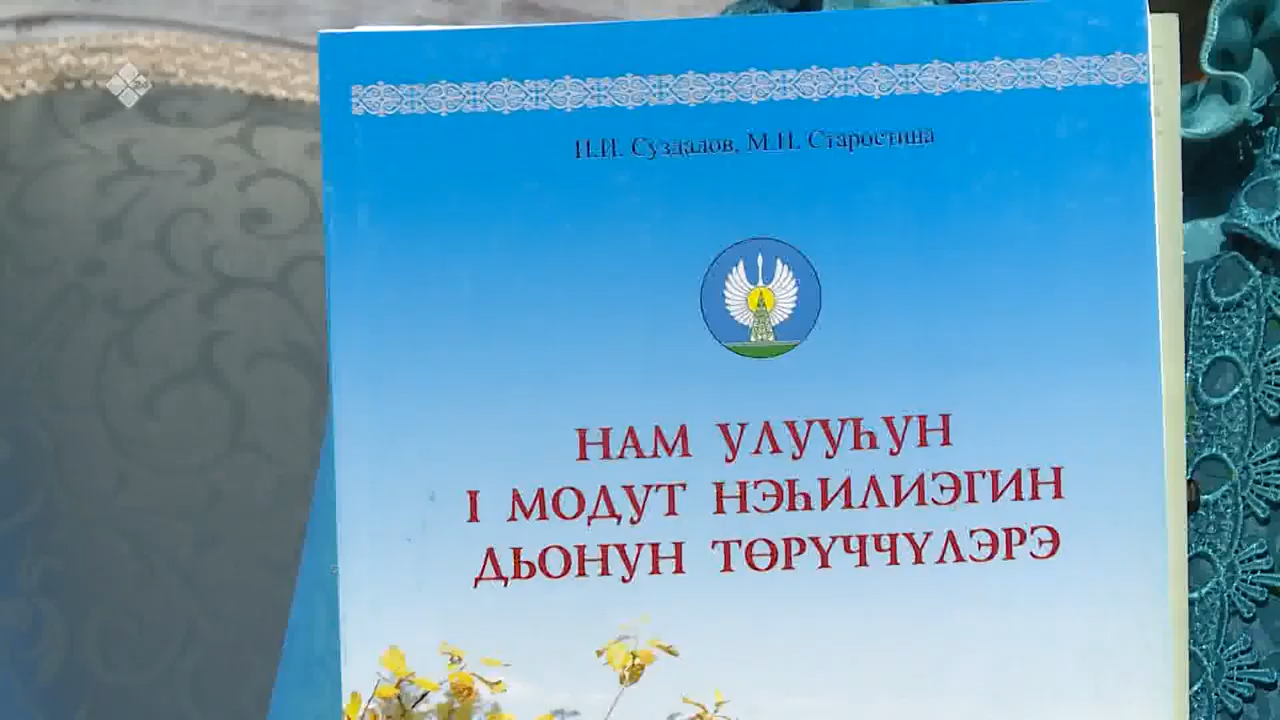 И.И. Суздалов, М.П. Старостина
НАМ УЛУУҺУН
I МОДУТ НЭҺИЛИЭГИН
ДЬОНУН ТӨРҮЧЧҮЛЭРЭ